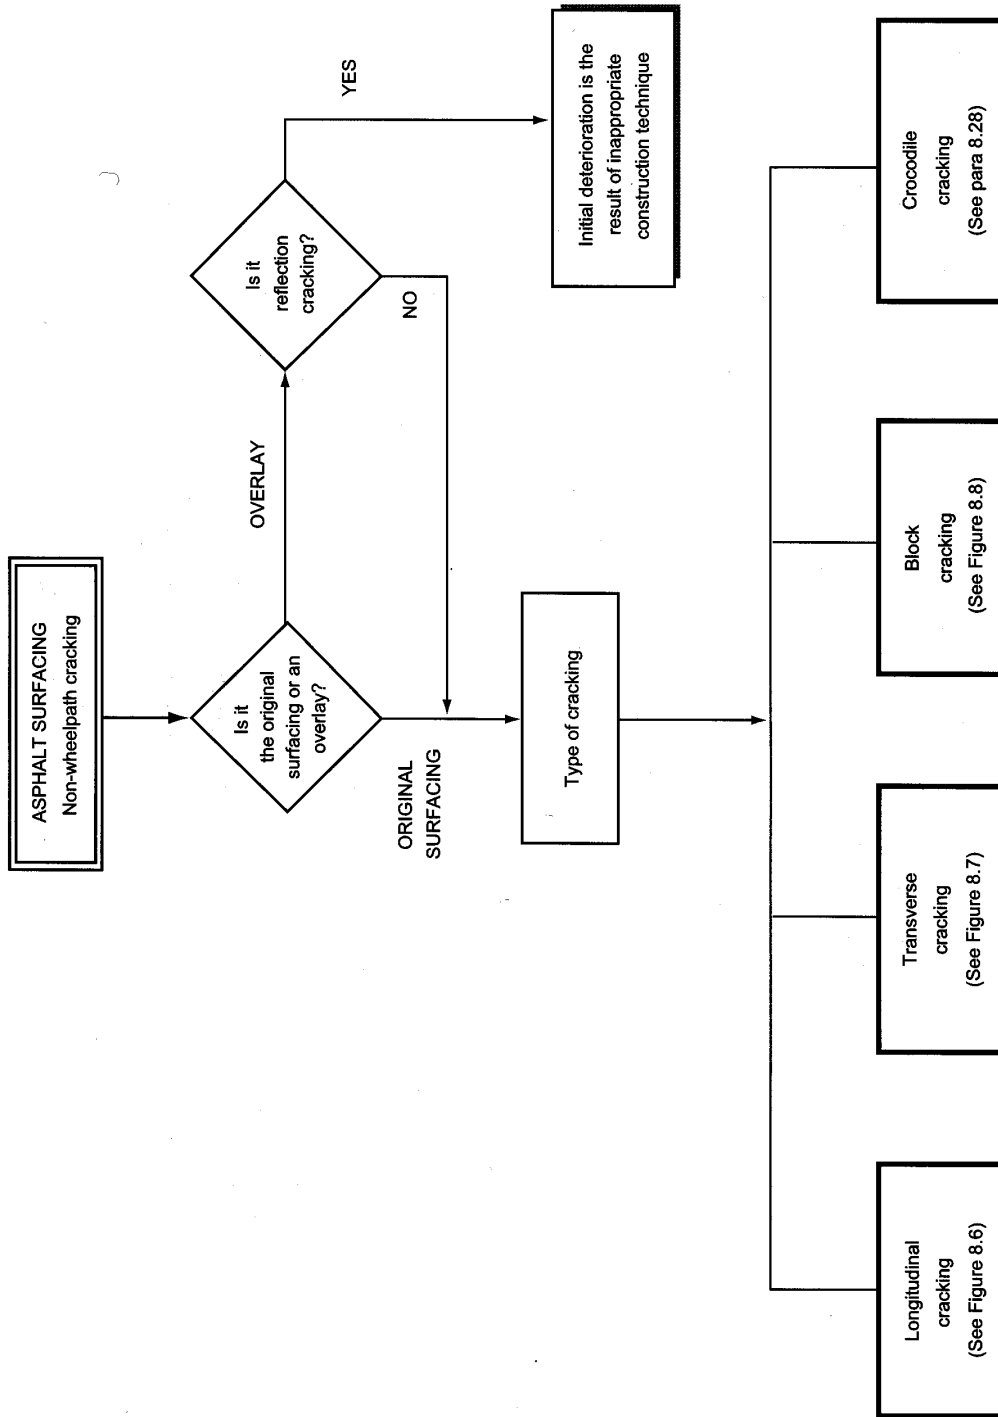 ASPHALT SURFACING
Non-wheelpath cracking
Is it
the original
surfacing or an
overlay?
OVERLAY
Is it
reflection
cracking?
YES
NO
ORIGINAL
SURFACING
Initial deterioration is the
result of inappropriate
construction technique
Type of cracking
Longitudinal
cracking
(See Figure 8.6)
Transverse
cracking
(See Figure 8.7)
Block
cracking
(See Figure 8.8)
Crocodile
cracking
(See para 8.28)